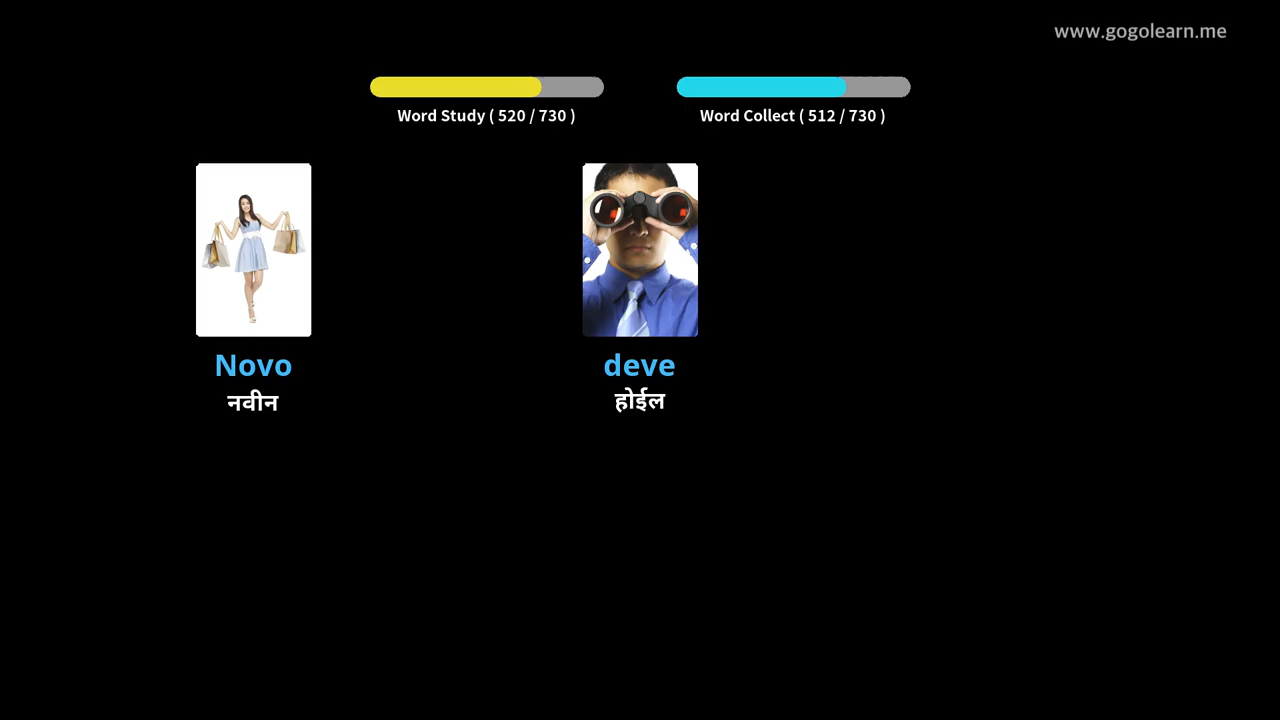 www.gogolearn.me
Word Study ( 520 / 730 )
Word Collect ( 512 / 730 )
Novo
नवीन
deve
होईल